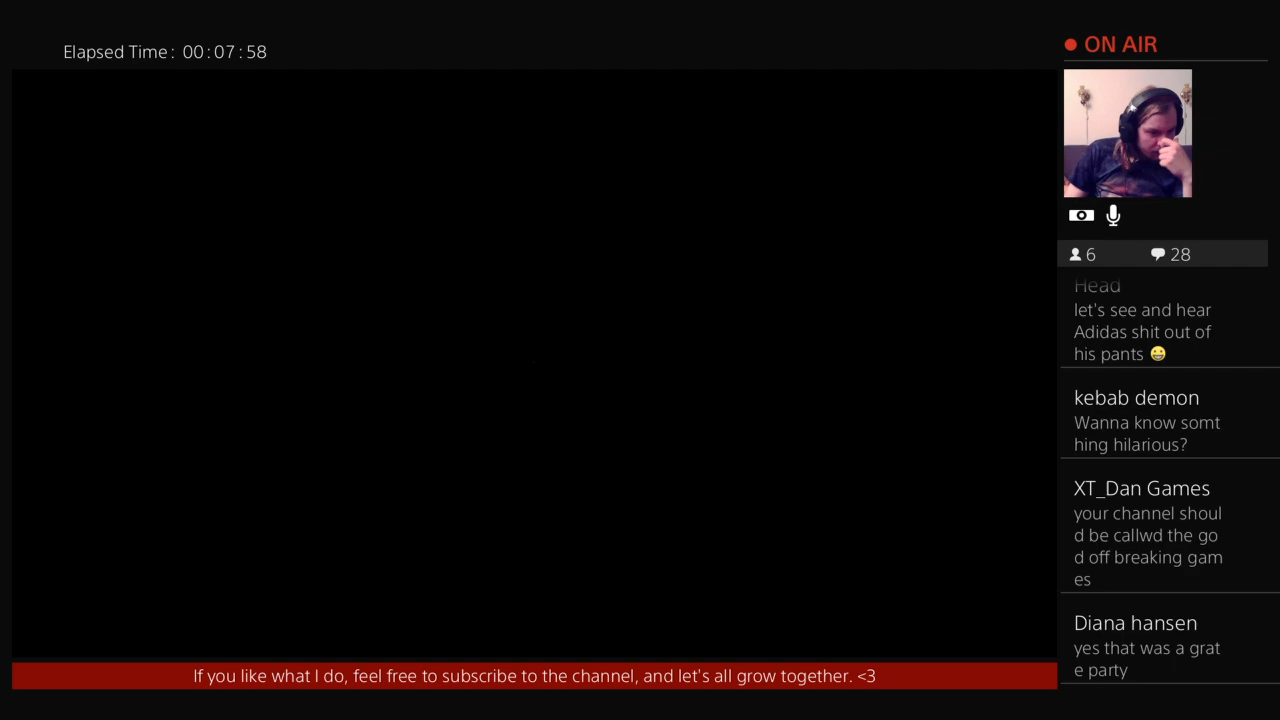 Elapsed Time: 00:07:58
ON AIR
6
28
Head
let's see and hear
Adidas shit out of
his pants 😀
kebab demon
Wanna know somt
hing hilarious?
XT_Dan Games
your channel shoul
d be callwd the go
d off breaking gam
es
Diana hansen
yes that was a grat
e party
If you like what I do, feel free to subscribe to the channel, and let's all grow together. <3